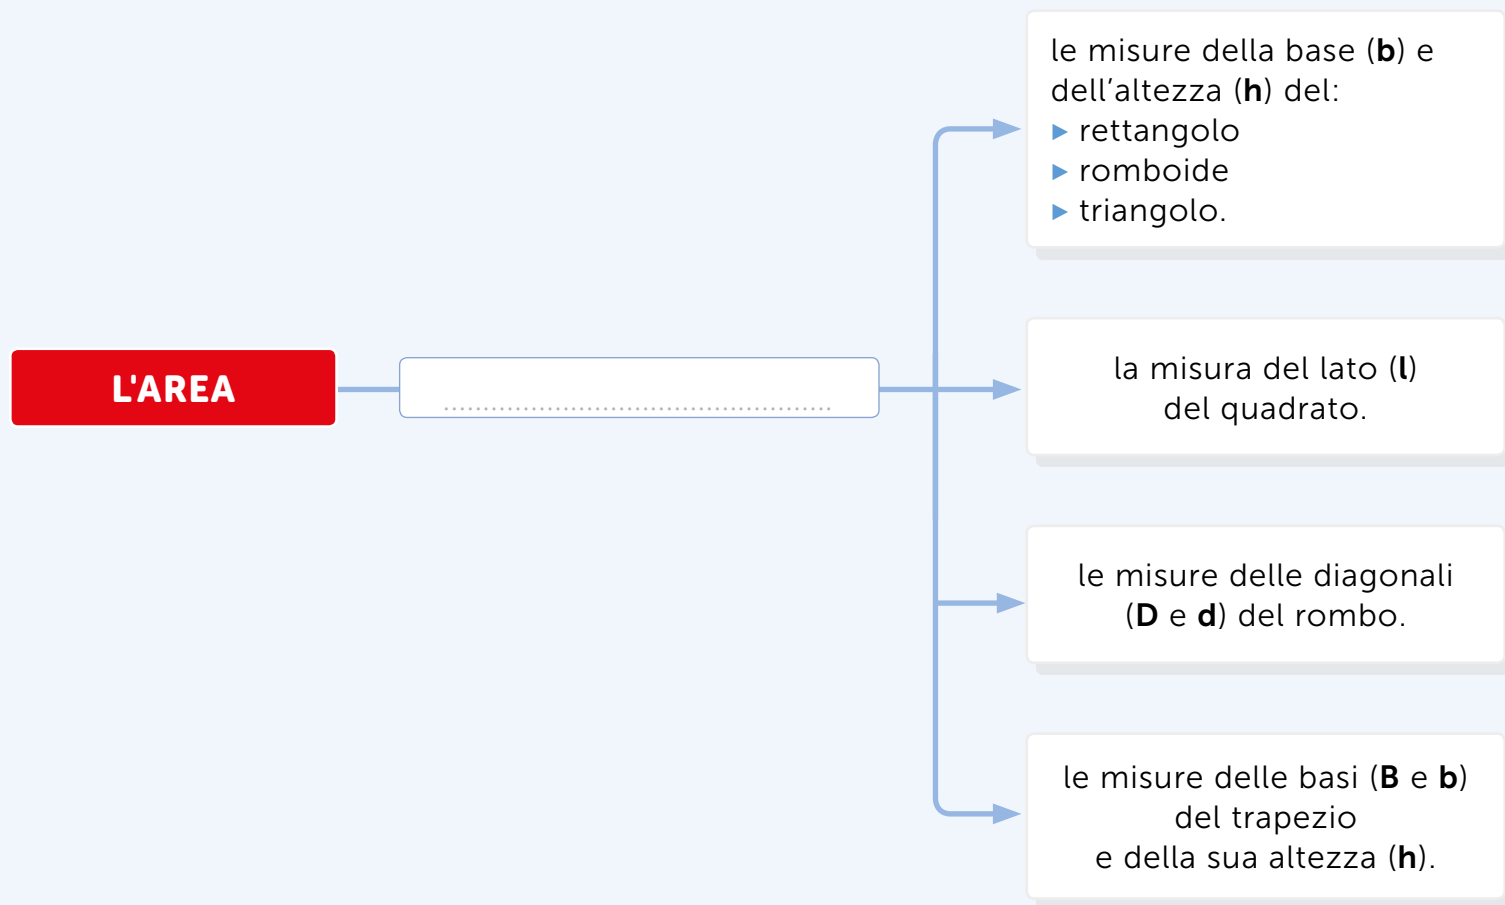 le misure della base (b) e
dell'altezza (h) del:
▸ rettangolo
▸ romboide
▸ triangolo.
L'AREA
la misura del lato (l)
del quadrato.
le misure delle diagonali
(D e d) del rombo.
le misure delle basi (B e b)
del trapezio
e della sua altezza (h).